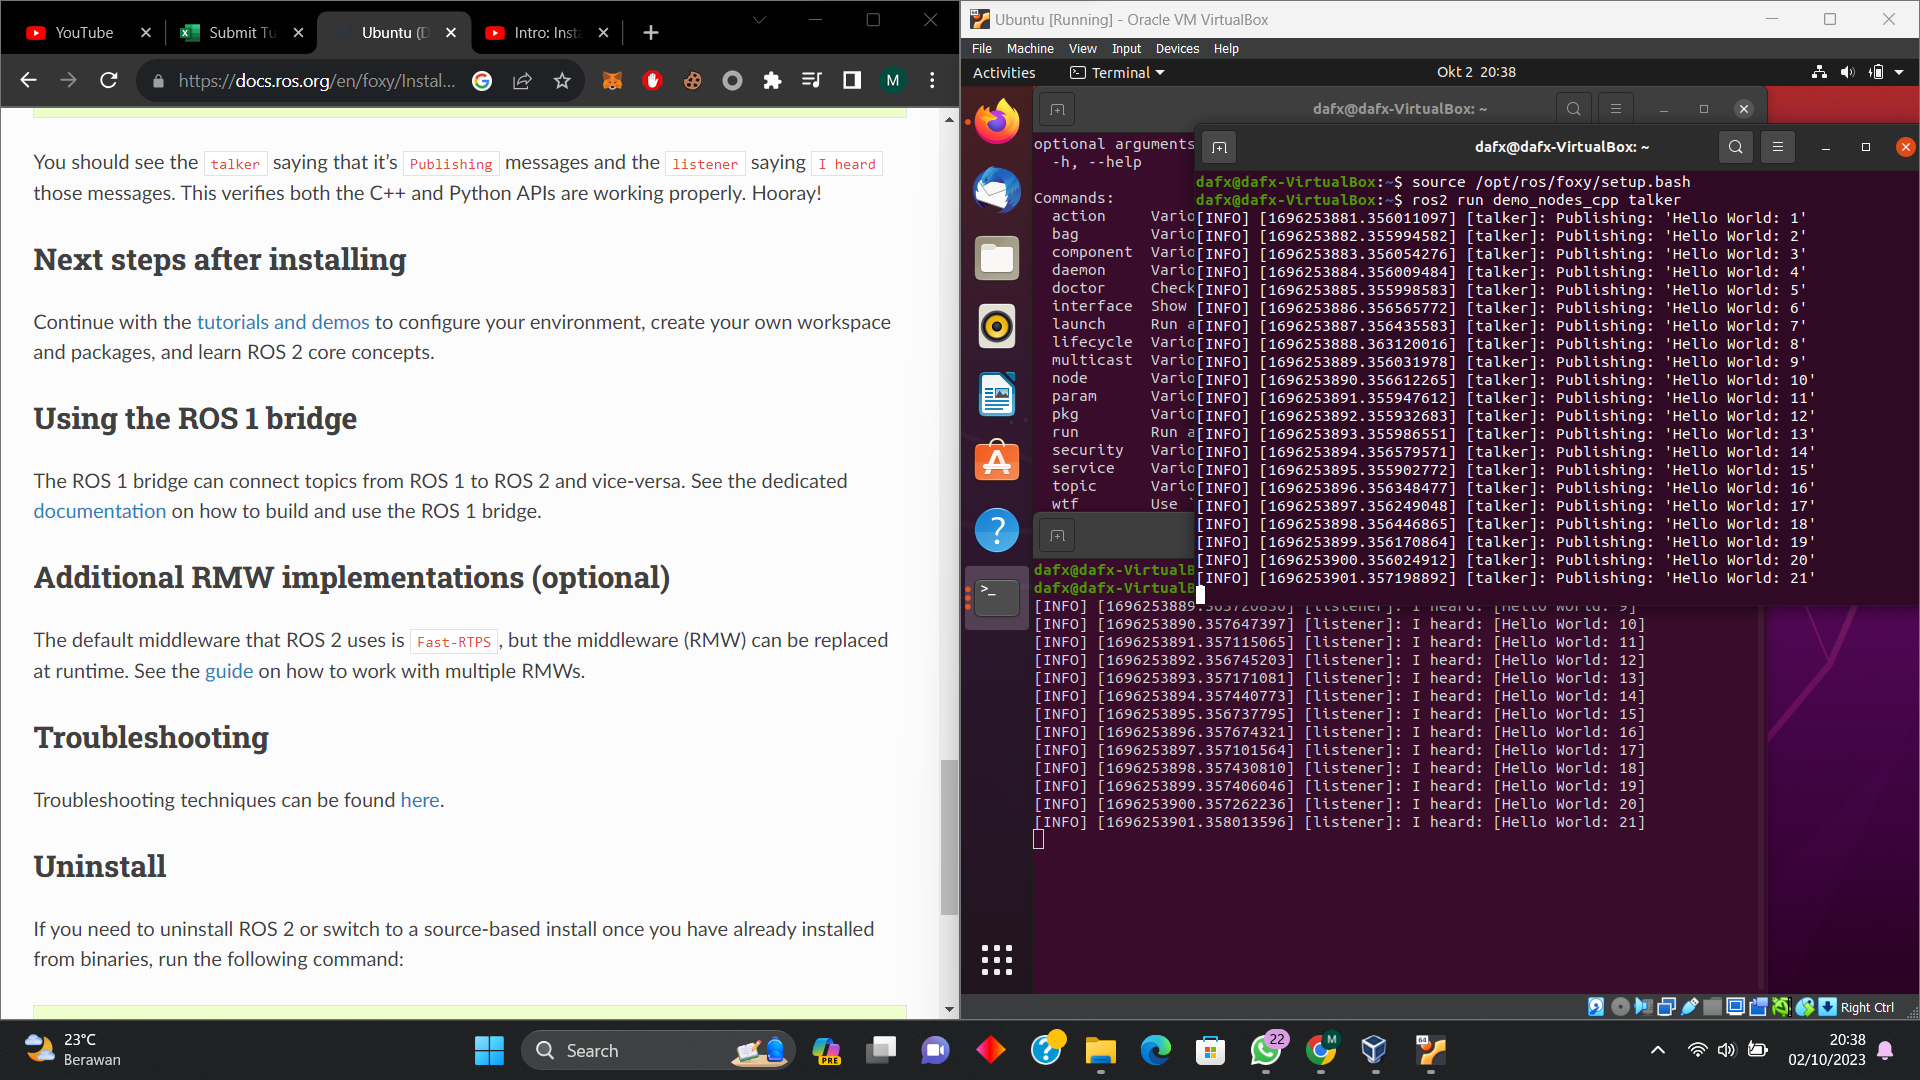 YouTube
Submit Tu
Ubuntu (D
Intro: Insta
https://docs.ros.org/en/foxy/Instal...
M
You should see the talker saying that it's Publishing messages and the listener saying I heard
those messages. This verifies both the C++ and Python APIs are working properly. Hooray!
Next steps after installing
Continue with the tutorials and demos to configure your environment, create your own workspace
and packages, and learn ROS 2 core concepts.
Using the ROS 1 bridge
The ROS 1 bridge can connect topics from ROS 1 to ROS 2 and vice-versa. See the dedicated
documentation on how to build and use the ROS 1 bridge.
Additional RMW implementations (optional)
The default middleware that ROS 2 uses is Fast-RTPS, but the middleware (RMW) can be replaced
at runtime. See the guide on how to work with multiple RMWs.
Troubleshooting
Troubleshooting techniques can be found here.
Uninstall
If you need to uninstall ROS 2 or switch to a source-based install once you have already installed
from binaries, run the following command:
Ubuntu [Running] - Oracle VM VirtualBox
File Machine View Input Devices Help
Activities Terminal Okt 2 20:38
dafx@dafx-VirtualBox: ~
optional arguments
-h, --help
Commands:
action Vario
bag Vario
component Vario
daemon Vario
doctor Check
interface Show
launch Run a
lifecycle Vario
multicast Vario
node Vario
param Vario
pkg Vario
run Run a
security Vario
service Vario
topic Vario
wtf Use `
dafx@dafx-VirtualBox: ~
dafx@dafx-VirtualBox:~$ source /opt/ros/foxy/setup.bash
dafx@dafx-VirtualBox:~$ ros2 run demo_nodes_cpp talker
[INFO] [1696253881.356011097] [talker]: Publishing: 'Hello World: 1'
[INFO] [1696253882.355994582] [talker]: Publishing: 'Hello World: 2'
[INFO] [1696253883.356054276] [talker]: Publishing: 'Hello World: 3'
[INFO] [1696253884.356009484] [talker]: Publishing: 'Hello World: 4'
[INFO] [1696253885.355998583] [talker]: Publishing: 'Hello World: 5'
[INFO] [1696253886.356565772] [talker]: Publishing: 'Hello World: 6'
[INFO] [1696253887.356435583] [talker]: Publishing: 'Hello World: 7'
[INFO] [1696253888.363120016] [talker]: Publishing: 'Hello World: 8'
[INFO] [1696253889.356031978] [talker]: Publishing: 'Hello World: 9'
[INFO] [1696253890.356612265] [talker]: Publishing: 'Hello World: 10'
[INFO] [1696253891.355947612] [talker]: Publishing: 'Hello World: 11'
[INFO] [1696253892.355932683] [talker]: Publishing: 'Hello World: 12'
[INFO] [1696253893.355986551] [talker]: Publishing: 'Hello World: 13'
[INFO] [1696253894.356579571] [talker]: Publishing: 'Hello World: 14'
[INFO] [1696253895.355902772] [talker]: Publishing: 'Hello World: 15'
[INFO] [1696253896.356348477] [talker]: Publishing: 'Hello World: 16'
[INFO] [1696253897.356249048] [talker]: Publishing: 'Hello World: 17'
[INFO] [1696253898.356446865] [talker]: Publishing: 'Hello World: 18'
[INFO] [1696253899.356170864] [talker]: Publishing: 'Hello World: 19'
[INFO] [1696253900.356024912] [talker]: Publishing: 'Hello World: 20'
[INFO] [1696253901.357198892] [talker]: Publishing: 'Hello World: 21'
dafx@dafx-VirtualB
dafx@dafx-VirtualB
[INFO] [1696253889.363720836] [listener]: I heard: [Hello World: 9]
[INFO] [1696253890.357647397] [listener]: I heard: [Hello World: 10]
[INFO] [1696253891.357115065] [listener]: I heard: [Hello World: 11]
[INFO] [1696253892.356745203] [listener]: I heard: [Hello World: 12]
[INFO] [1696253893.357171081] [listener]: I heard: [Hello World: 13]
[INFO] [1696253894.357440773] [listener]: I heard: [Hello World: 14]
[INFO] [1696253895.356737795] [listener]: I heard: [Hello World: 15]
[INFO] [1696253896.357674321] [listener]: I heard: [Hello World: 16]
[INFO] [1696253897.357101564] [listener]: I heard: [Hello World: 17]
[INFO] [1696253898.357430810] [listener]: I heard: [Hello World: 18]
[INFO] [1696253899.357406046] [listener]: I heard: [Hello World: 19]
[INFO] [1696253900.357262236] [listener]: I heard: [Hello World: 20]
[INFO] [1696253901.358013596] [listener]: I heard: [Hello World: 21]
Right Ctrl
23°C
Berawan
Search
PRE
22
M
64
20:38
02/10/2023